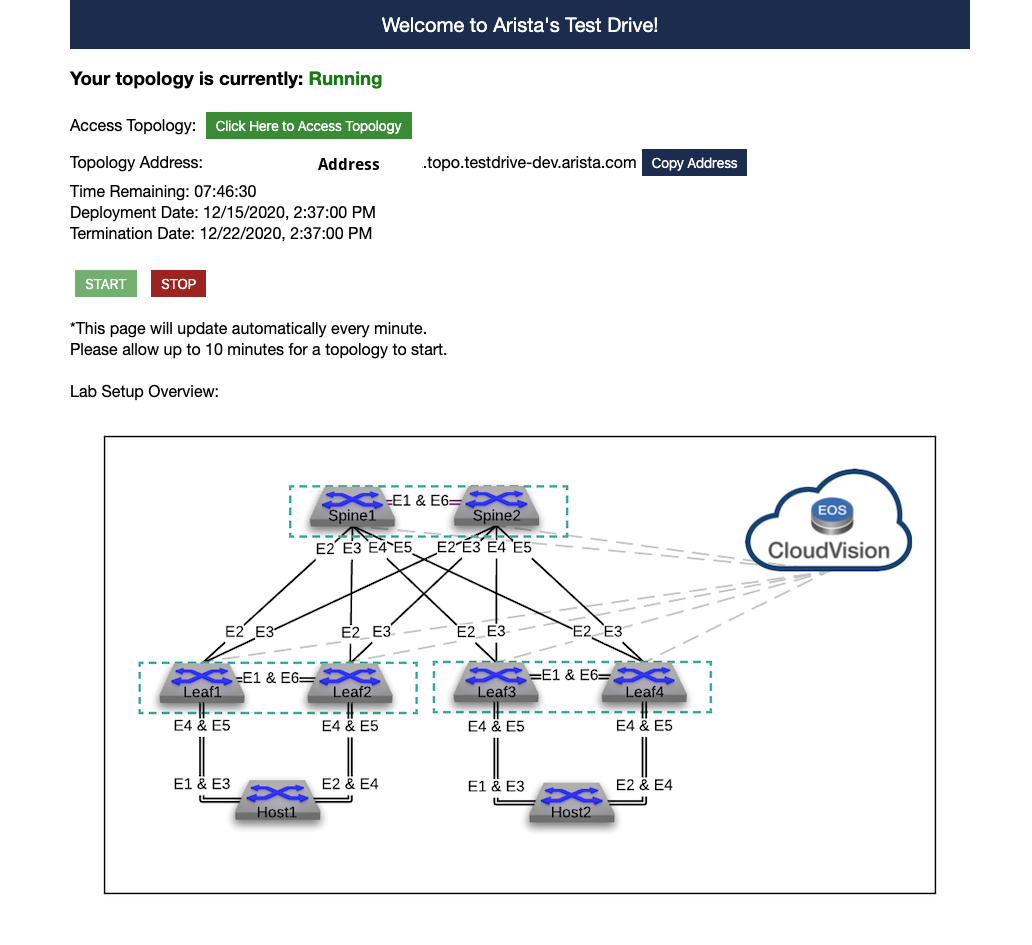 Welcome to Arista's Test Drive!
Your topology is currently: Running
Access Topology: Click Here to Access Topology
Topology Address: Address .topo.testdrive-dev.arista.com Copy Address
Time Remaining: 07:46:30
Deployment Date: 12/15/2020, 2:37:00 PM
Termination Date: 12/22/2020, 2:37:00 PM
START STOP
*This page will update automatically every minute.
Please allow up to 10 minutes for a topology to start.
Lab Setup Overview:
E1 & E6
Spine1 Spine2
EOS
CloudVision
E2 E3 E4 E5 E2 E3 E4 E5
E2 E3 E2 E3 E2 E3 E2 E3
E1 & E6 E1 & E6
Leaf1 Leaf2 Leaf3 Leaf4
E4 & E5 E4 & E5 E4 & E5 E4 & E5
E1 & E3 E2 & E4 E1 & E3 E2 & E4
Host1 Host2